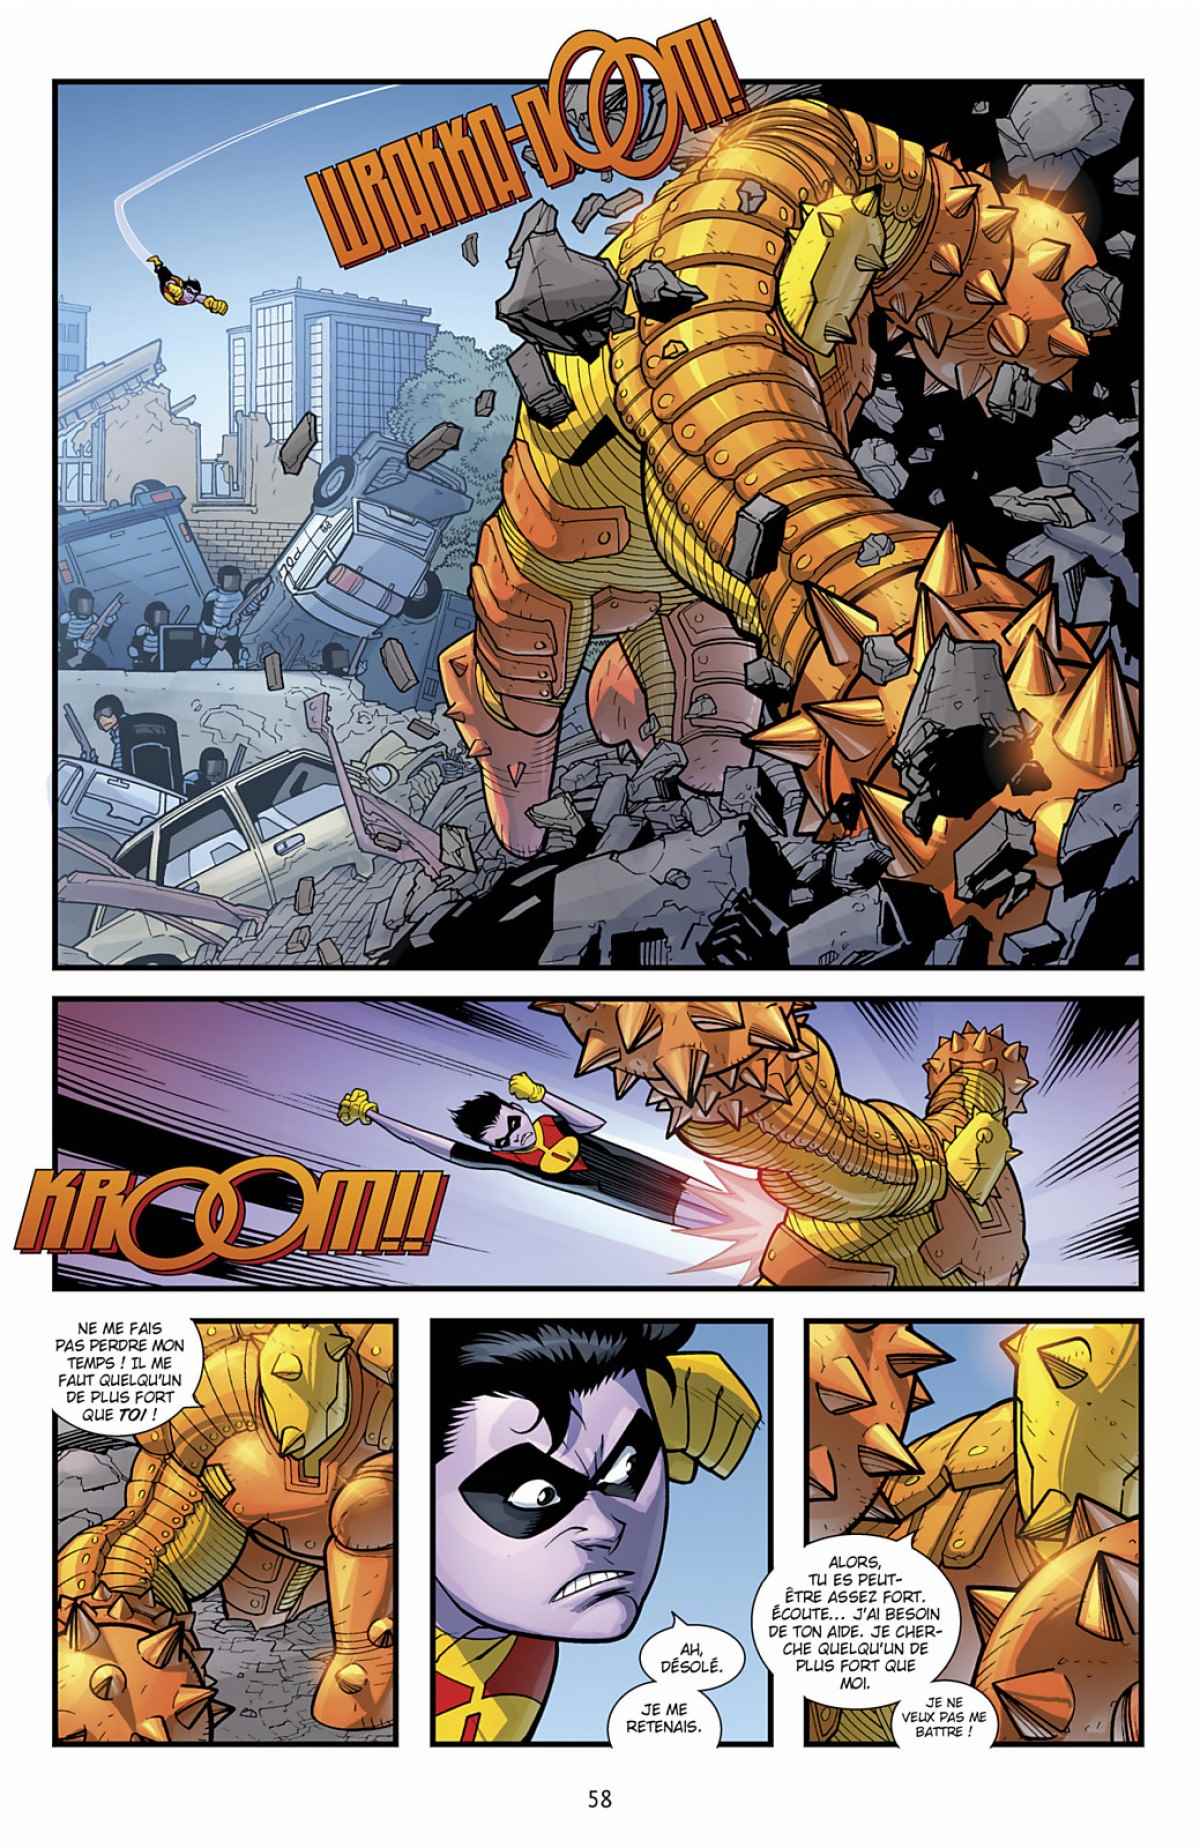 WRAKKA-DOOM!
POL
KROOM!!
NE ME FAIS
PAS PERDRE MON
TEMPS ! IL ME
FAUT QUELQU'UN
DE PLUS FORT
QUE TOI !
AH,
DÉSOLÉ.
JE ME
RETENAIS.
ALORS,
TU ES PEUT-
ÊTRE ASSEZ FORT.
ÉCOUTE... J'AI BESOIN
DE TON AIDE. JE CHER-
CHE QUELQU'UN DE
PLUS FORT QUE
MOI.
JE NE
VEUX PAS ME
BATTRE !
58